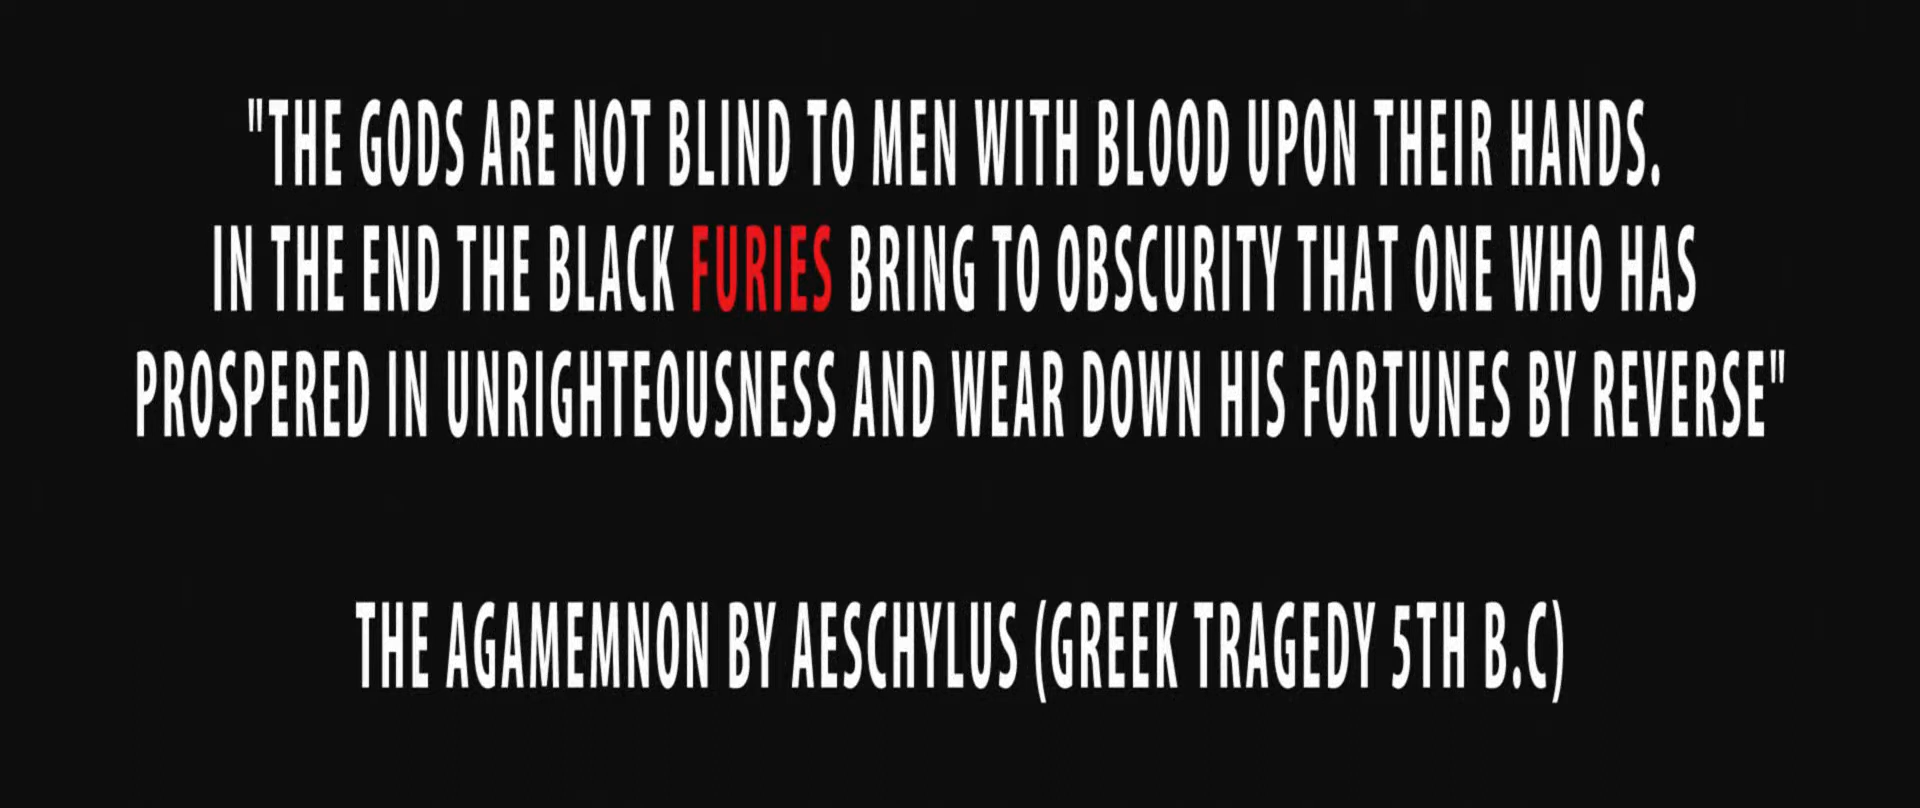 "THE GODS ARE NOT BLIND TO MEN WITH BLOOD UPON THEIR HANDS.
IN THE END THE BLACK FURIES BRING TO OBSCURITY THAT ONE WHO HAS
PROSPERED IN UNRIGHTEOUSNESS AND WEAR DOWN HIS FORTUNES BY REVERSE"
THE AGAMEMNON BY AESCHYLUS (GREEK TRAGEDY 5TH B.C)